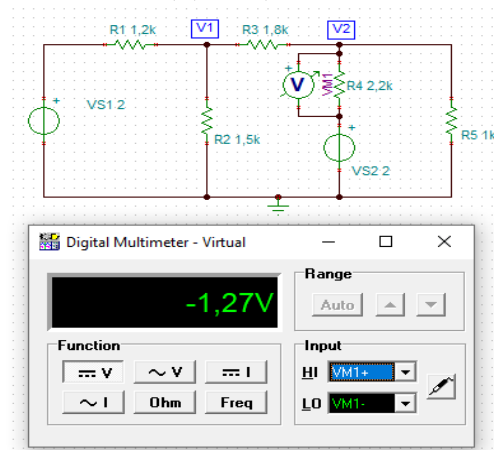 R1 1,2k V1 R3 1,8k V2
+ V VM1 R4 2,2k
+ VS1 2
R2 1,5k + VS2 2 R5 1k
Digital Multimeter - Virtual
-1,27V
Range
Auto
Function
V V I
I Ohm Freq
Input
HI VM1+
LO VM1-